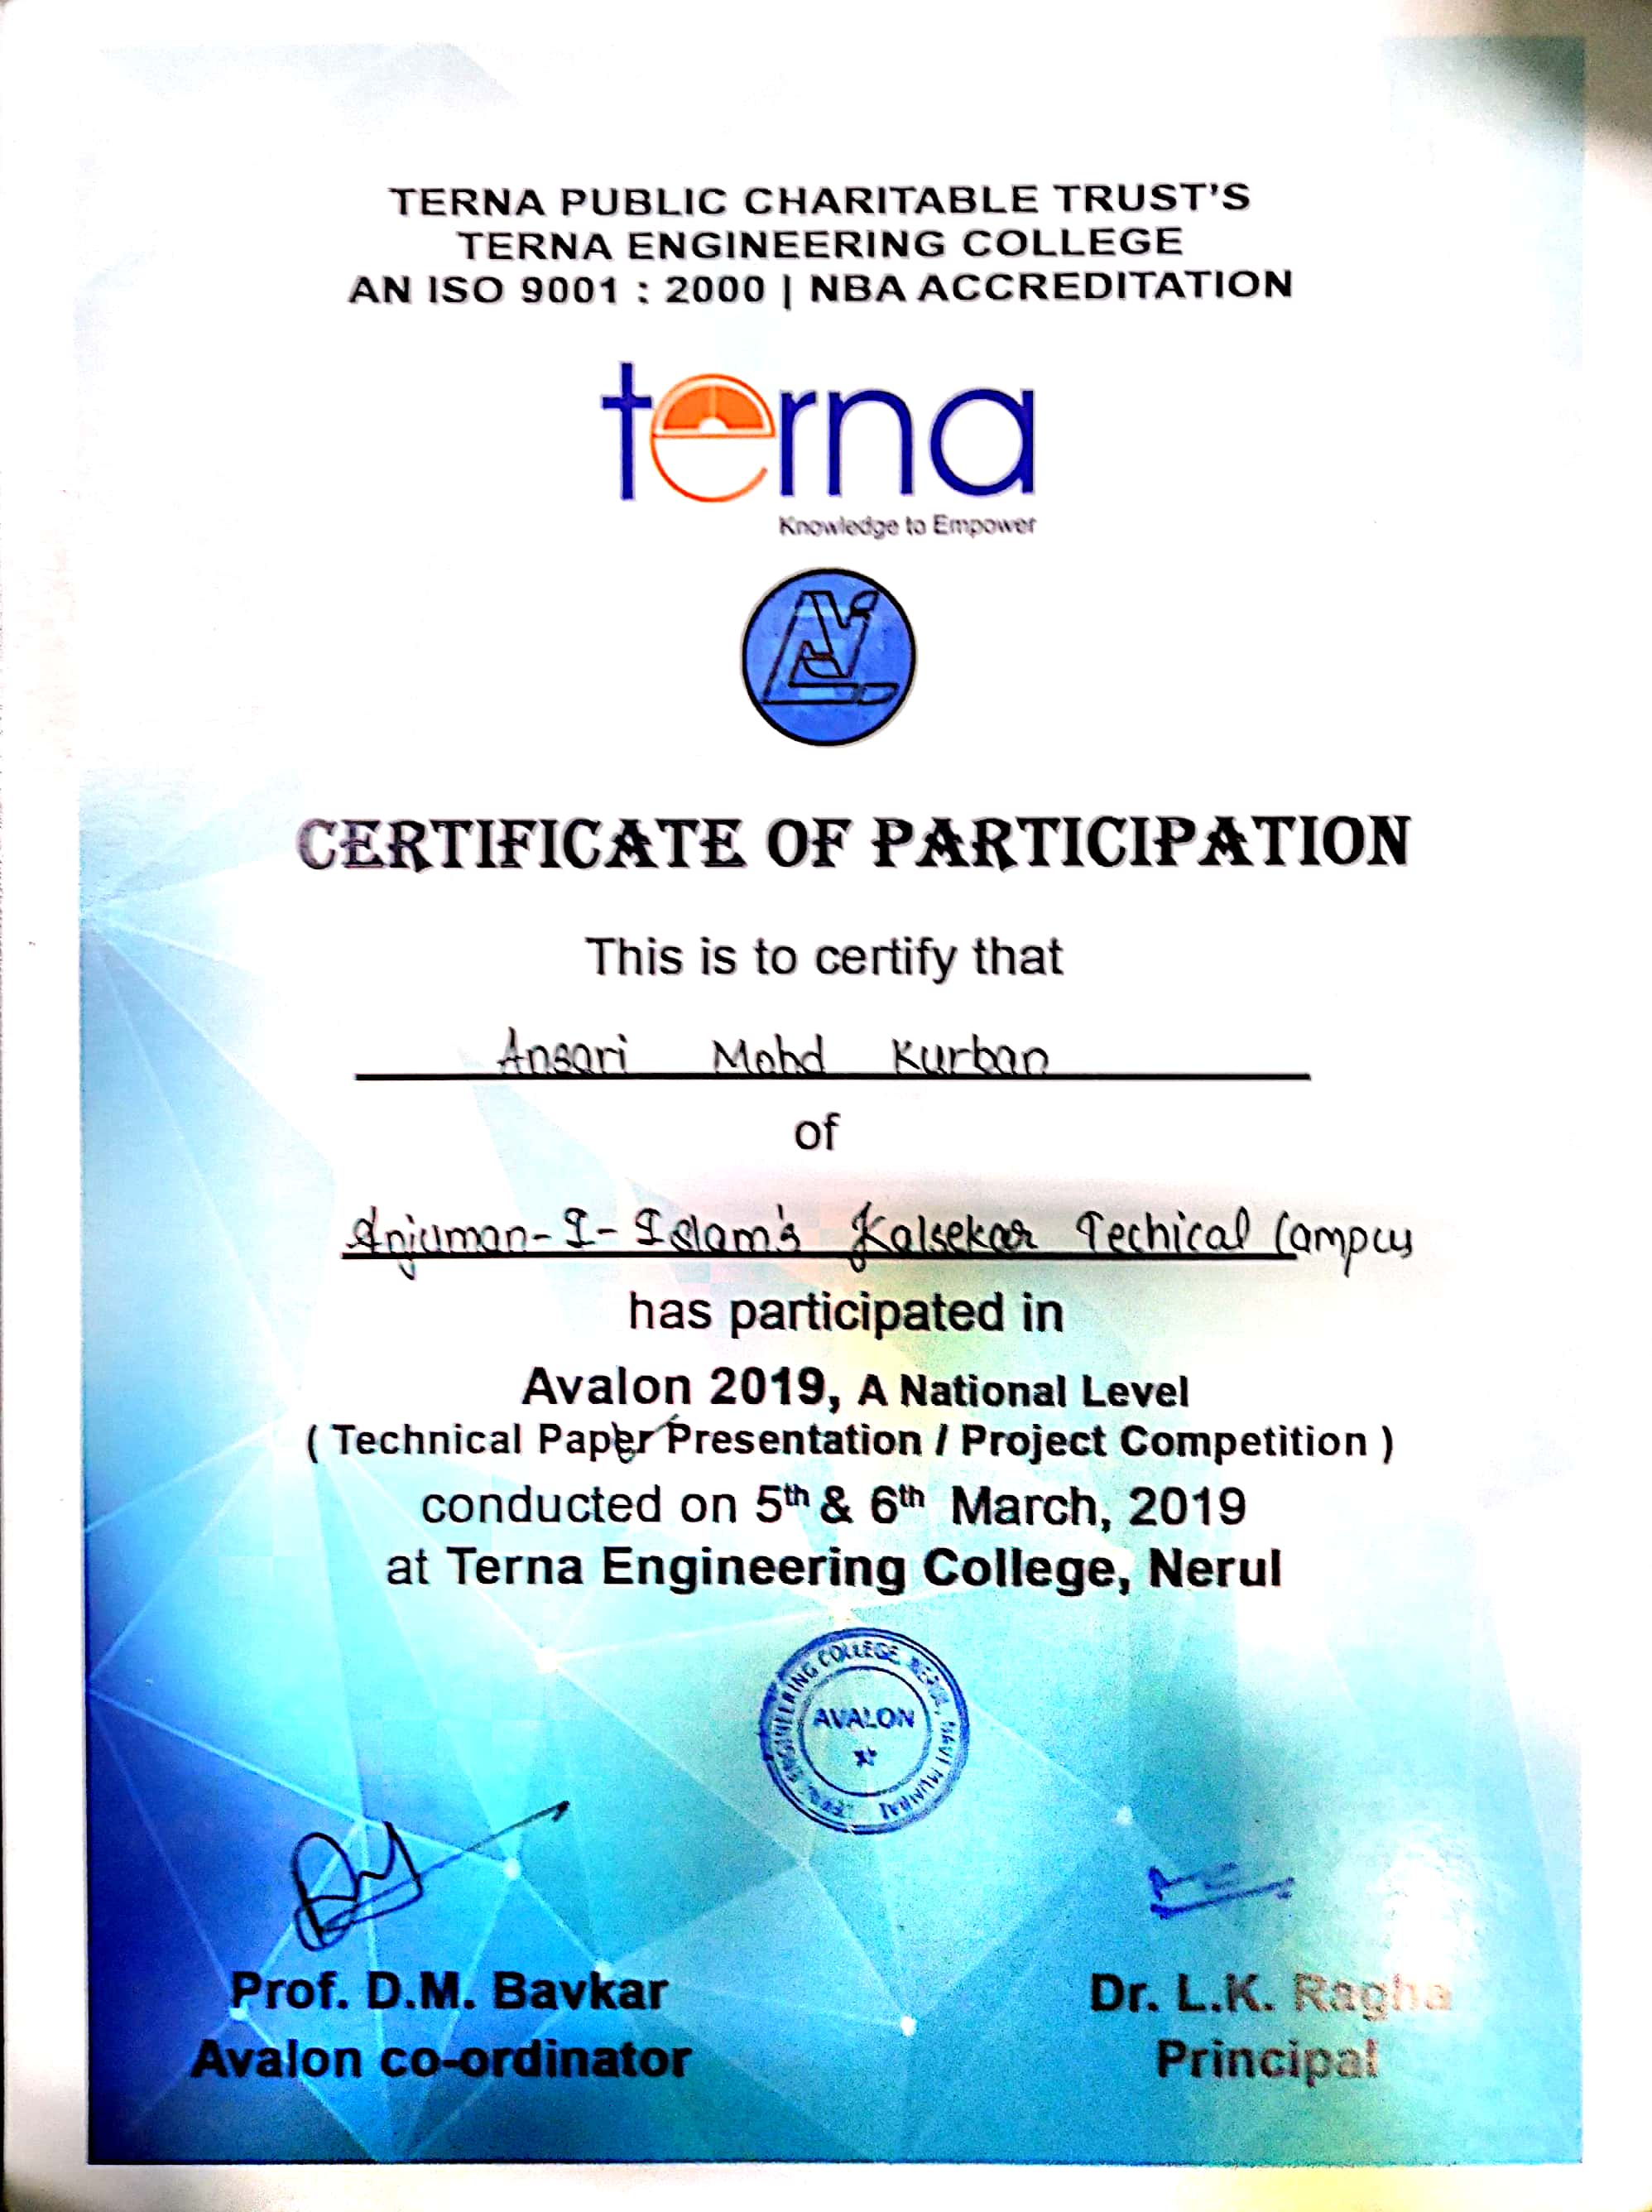 TERNA PUBLIC CHARITABLE TRUST'S
TERNA ENGINEERING COLLEGE
AN ISO 9001 : 2000 | NBA ACCREDITATION
terna
Knowledge to Empower
CERTIFICATE OF PARTICIPATION
This is to certify that
Ansari Mohd Kurban
of
Anjuman-I-Islam's Kalsekar Techical Campus
has participated in
Avalon 2019, A National Level
( Technical Paper Presentation / Project Competition )
conducted on 5th & 6th March, 2019
at Terna Engineering College, Nerul
TERNA ENGINEERING COLLEGE, NERUL, NAVI MUMBAI
AVALON
Prof. D.M. Bavkar Dr. L.K. Ragha
Avalon co-ordinator Principal